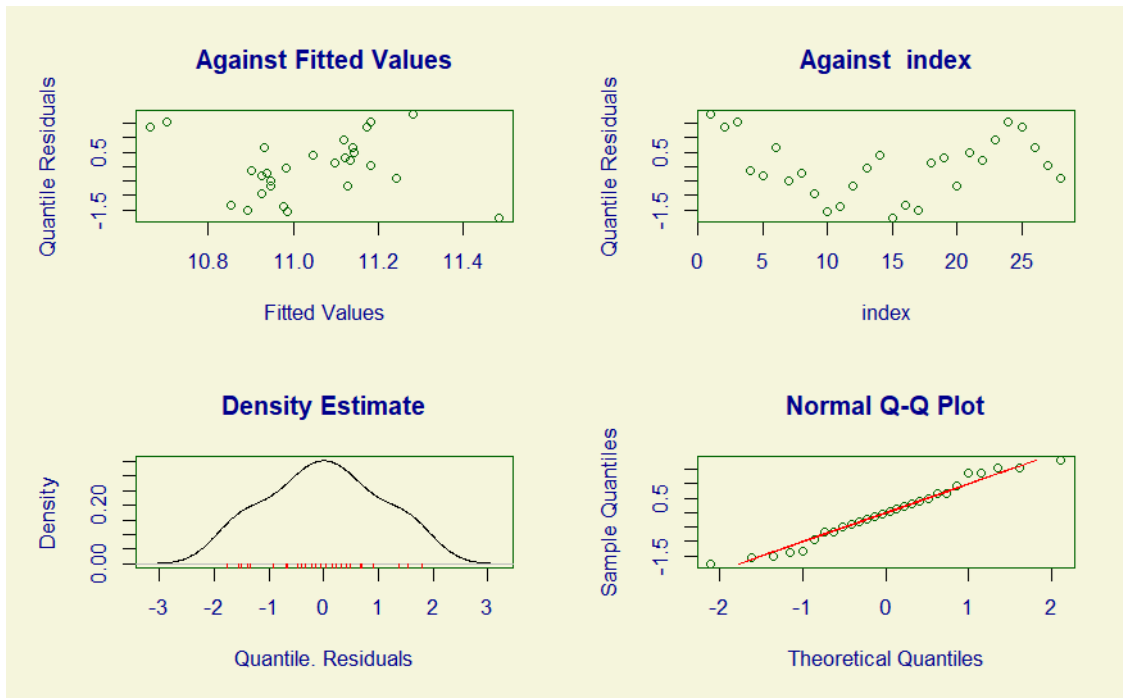 Against Fitted Values
Quantile Residuals
0.5
-1.5
10.8 11.0 11.2 11.4
Fitted Values
Against index
Quantile Residuals
0.5
-1.5
0 5 10 15 20 25
index
Density Estimate
Density
0.20
0.00
-3 -2 -1 0 1 2 3
Quantile. Residuals
Normal Q-Q Plot
Sample Quantiles
0.5
-1.5
-2 -1 0 1 2
Theoretical Quantiles